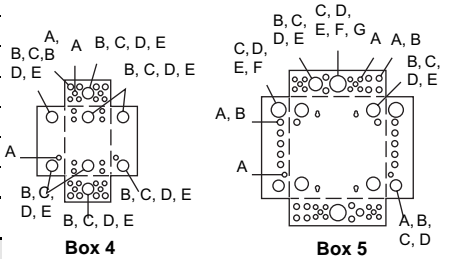 A,
B, C,B
D, E
A
B, C, D, E
B, C, D, E
A
B, C,
D, E
B, C, D, E
B, C, D, E
Box 4
C, D,
E, F, G
B, C,
D, E
A
A, B
C, D,
E, F
B, C,
D, E
A, B
A
A, B,
C, D
Box 5